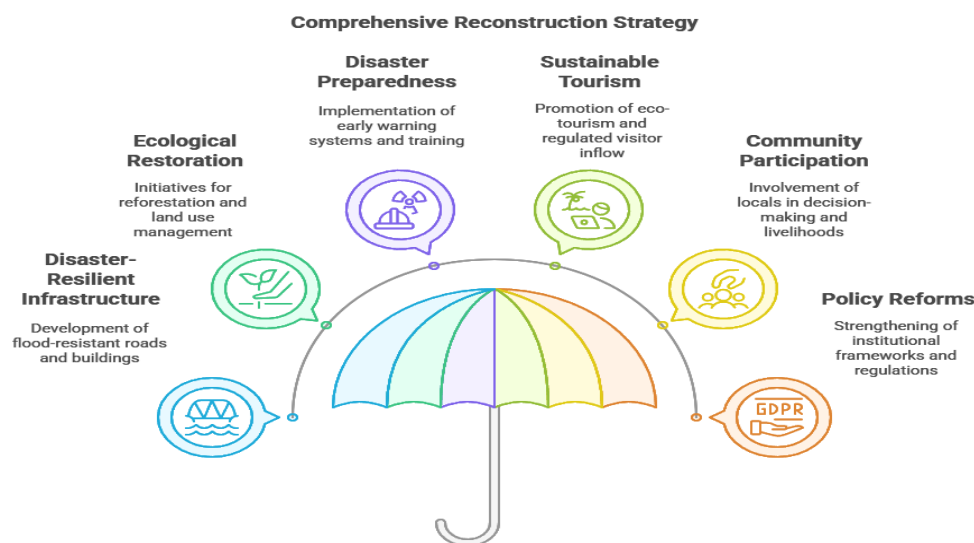 Comprehensive Reconstruction Strategy
Disaster
Preparedness
Implementation of
early warning
systems and training
Sustainable
Tourism
Promotion of eco-
tourism and
regulated visitor
inflow
Ecological
Restoration
Initiatives for
reforestation and
land use
management
Community
Participation
Involvement of
locals in decision-
making and
livelihoods
Disaster-
Resilient
Infrastructure
Development of
flood-resistant roads
and buildings
Policy Reforms
Strengthening of
institutional
frameworks and
regulations
GDPR